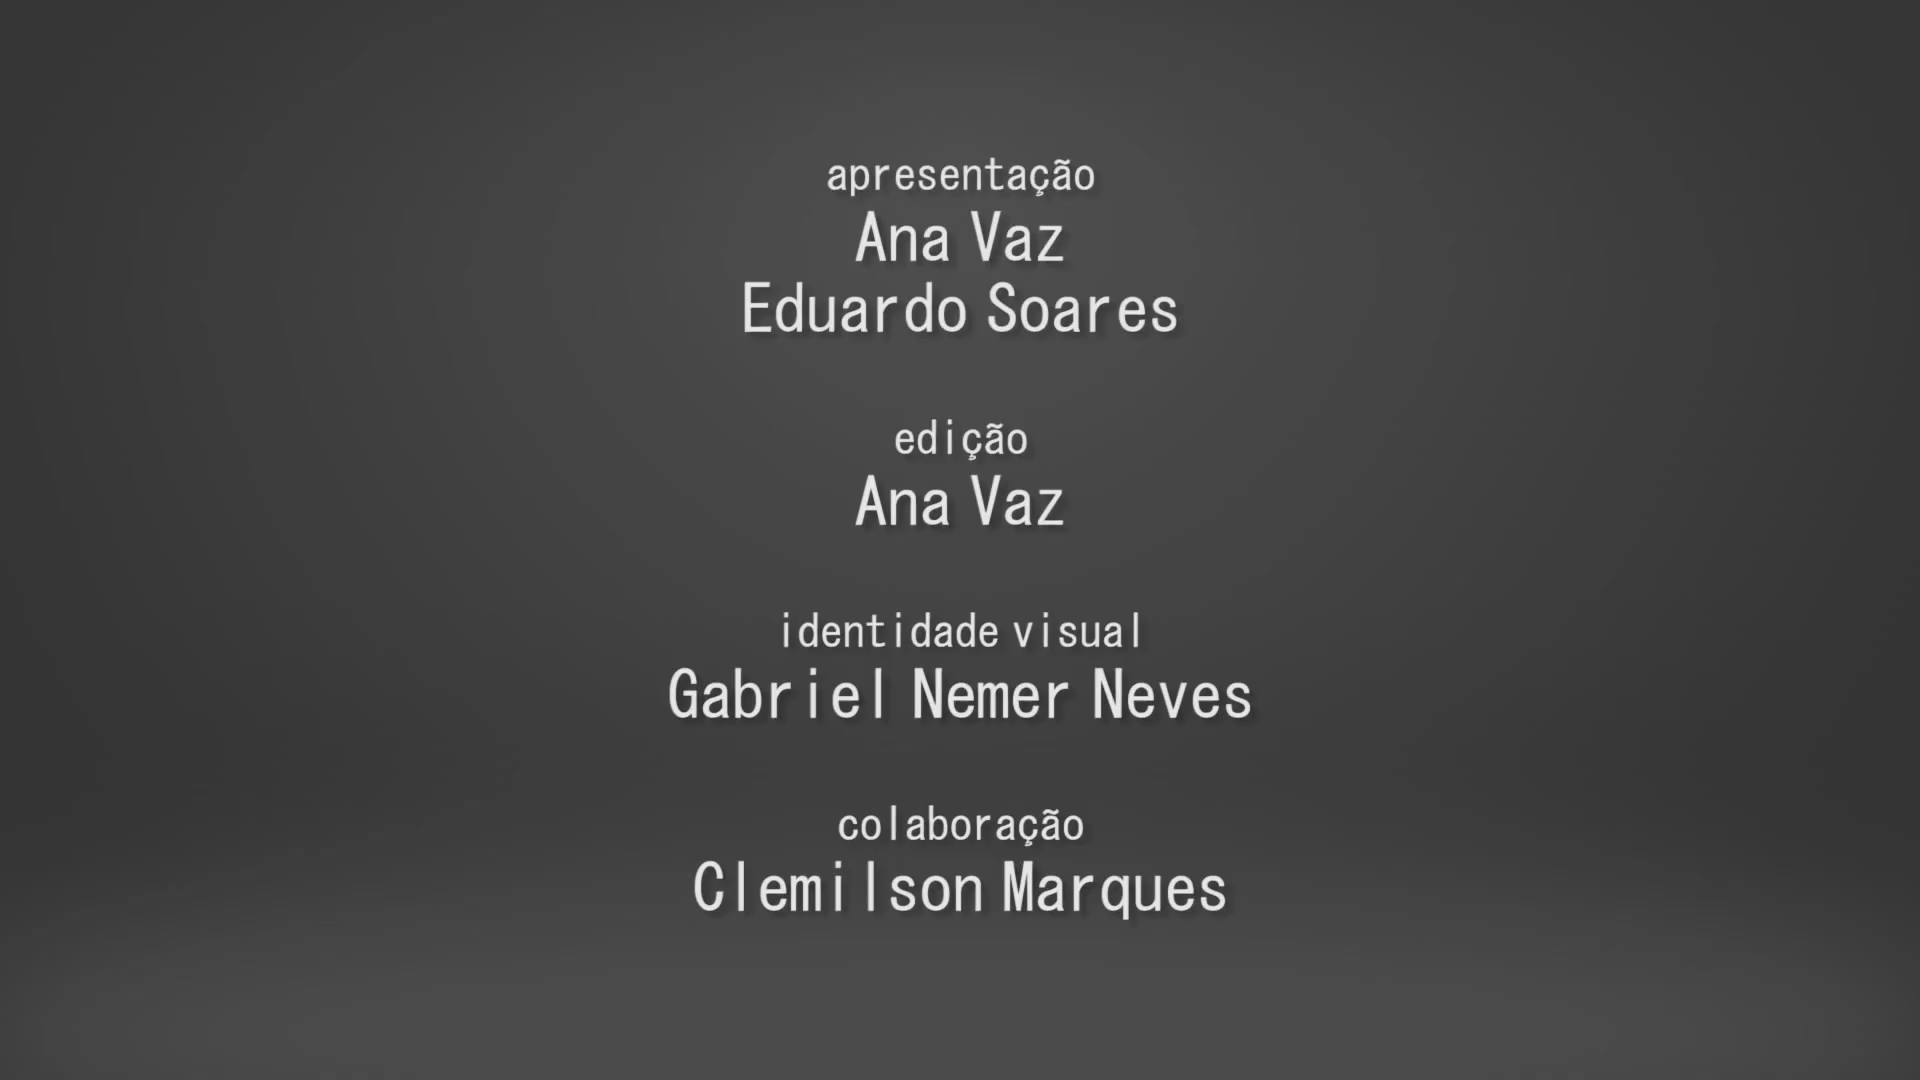 apresentação
Ana Vaz
Eduardo Soares
edição
Ana Vaz
identidade visual
Gabriel Nemer Neves
colaboração
Clemilson Marques